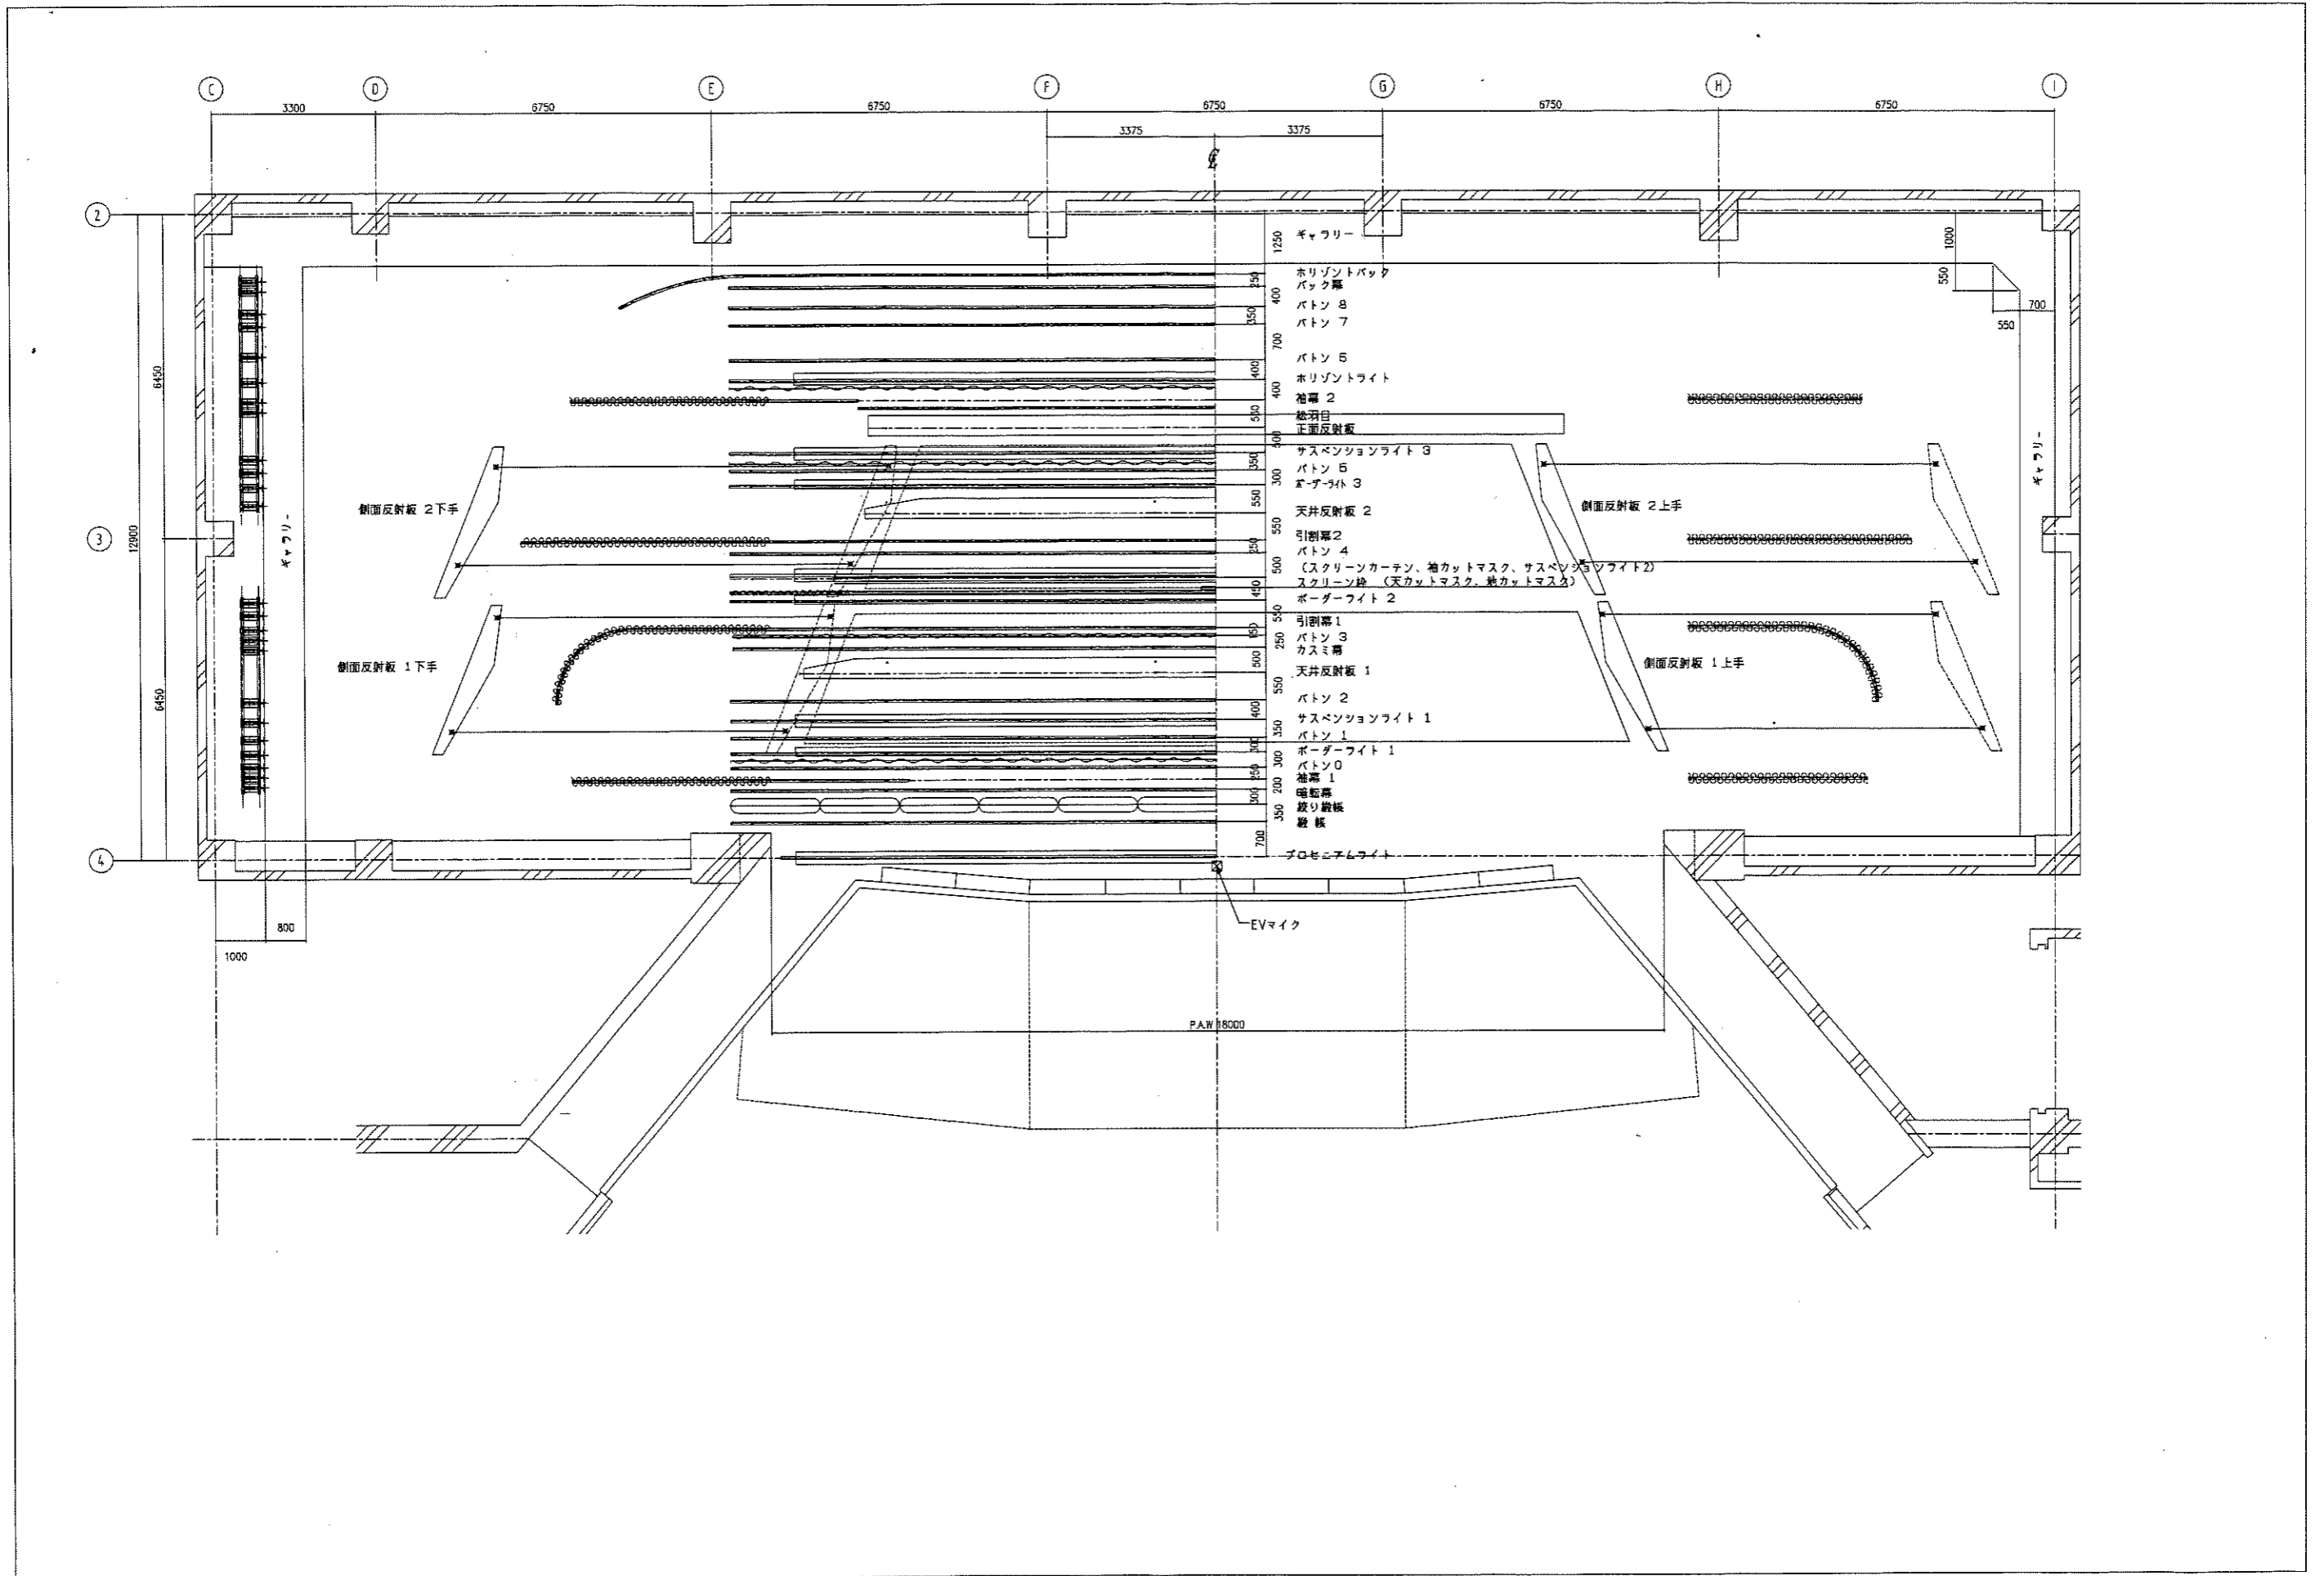 C D E F G H I
3300 6750 6750 6750 6750 6750
3375 3375
2
3
4
12900
6450
6450
1250 ギャラリー
1000
550
700
550
250 ホリゾントバック
バック幕
400
バトン 8
350
バトン 7
700
バトン 6
400
ホリゾントライト
400
袖幕 2
550
松羽目
正面反射板
500
サスペンションライト 3
350
バトン 5
300
ボーダーライト 3
550
天井反射板 2
550
引割幕2
250
バトン 4
500
(スクリーンカーテン、袖カットマスク、サスペンションライト2)
スクリーン枠 (天カットマスク、地カットマスク)
450
ボーダーライト 2
550
引割幕1
150
バトン 3
250
カスミ幕
500
天井反射板 1
550
バトン 2
400
サスペンションライト 1
350
バトン 1
300
ボーダーライト 1
300
バトン0
250
袖幕 1
200
暗転幕
300
絞り緞帳
350
緞帳
700
プロセニアムライト
ギャラリー
ギャラリー
側面反射板 2下手
側面反射板 2上手
側面反射板 1下手
側面反射板 1上手
800
1000
EVマイク
P.A.W 18000